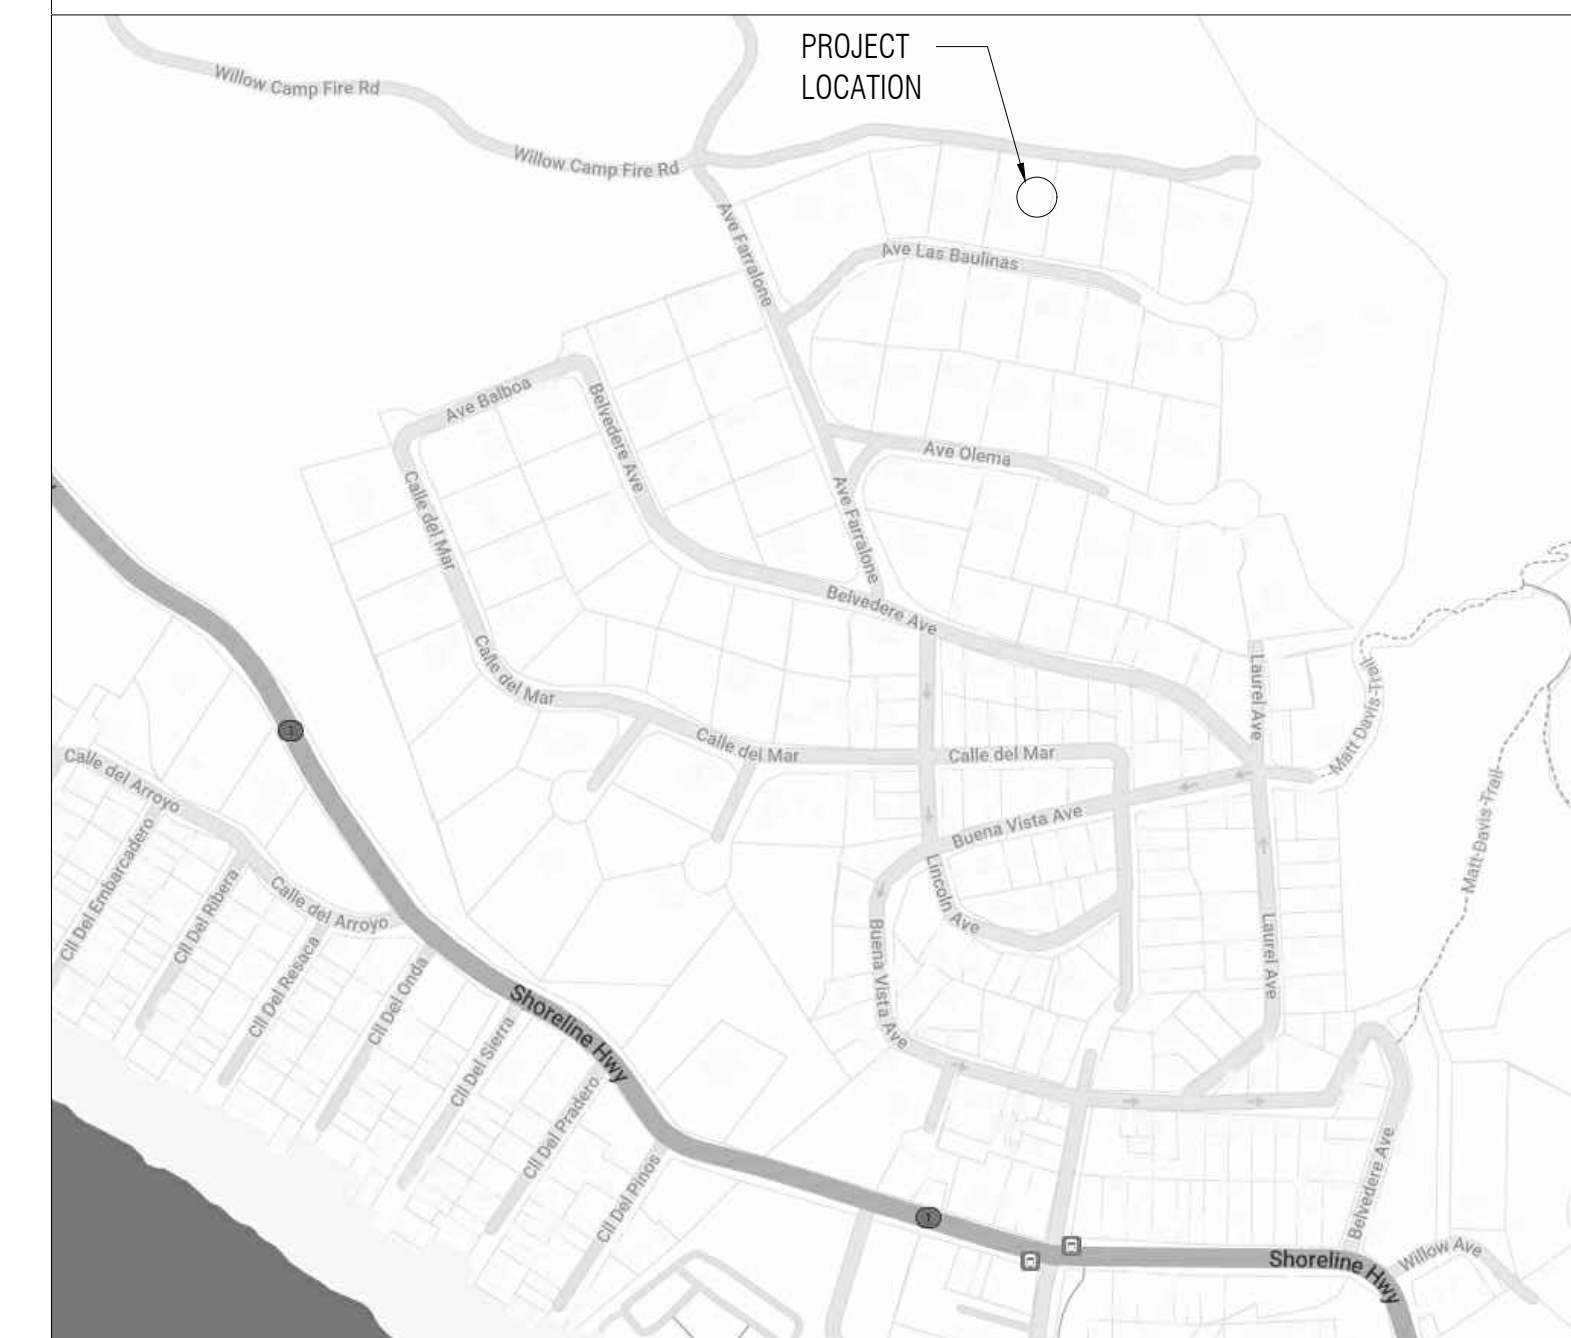 PROJECT
LOCATION
Willow Camp Fire Rd
Willow Camp Fire Rd
Ave Farralone
Ave Las Baulinas
Ave Balboa
Belvedere Ave
Ave Olema
Calle del Mar
Ave Farralone
Belvedere Ave
Calle del Mar
Laurel Ave
Matt Davis Trail
1
Calle del Mar
Calle del Mar
Calle del Arroyo
Matt Davis Trail
Buena Vista Ave
Cll Del Embarcadero
Cll Del Ribera
Calle del Arroyo
Lincoln Ave
Cll Del Resaca
Cll Del Onda
Buena Vista Ave
Laurel Ave
Shoreline Hwy
Cll Del Sierra
Cll Del Pradero
Cll Del Pinos
Belvedere Ave
1
Shoreline Hwy
Willow Ave